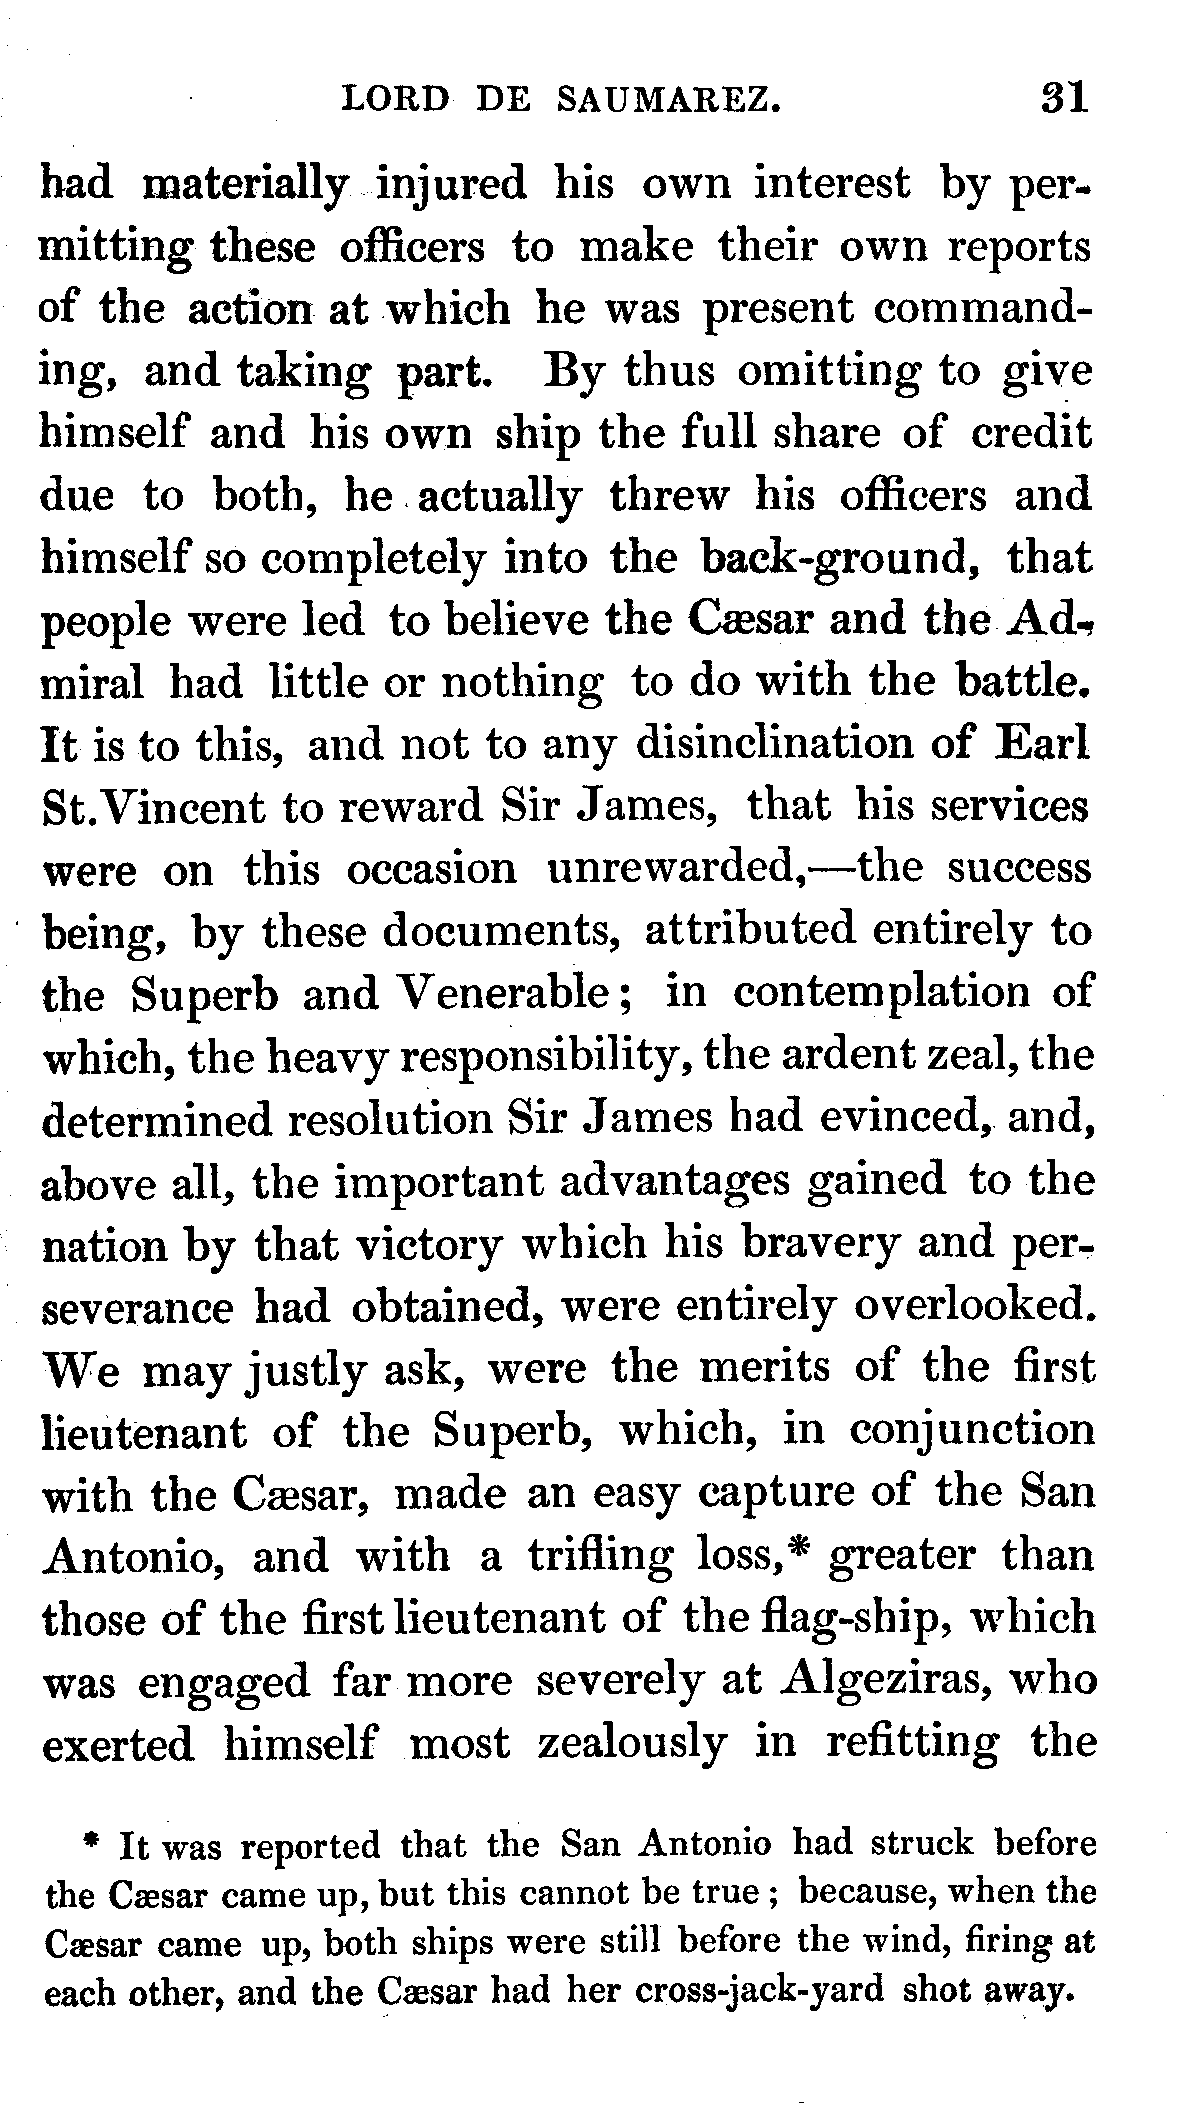 LORD DE SAUMAREZ. 31
had materially injured his own interest by per-
mitting these officers to make their own reports
of the action at which he was present command-
ing, and taking part. By thus omitting to give
himself and his own ship the full share of credit
due to both, he actually threw his officers and
himself so completely into the back-ground, that
people were led to believe the Cæsar and the Ad-
miral had little or nothing to do with the battle.
It is to this, and not to any disinclination of Earl
St. Vincent to reward Sir James, that his services
were on this occasion unrewarded,—the success
being, by these documents, attributed entirely to
the Superb and Venerable; in contemplation of
which, the heavy responsibility, the ardent zeal, the
determined resolution Sir James had evinced, and,
above all, the important advantages gained to the
nation by that victory which his bravery and per-
severance had obtained, were entirely overlooked.
We may justly ask, were the merits of the first
lieutenant of the Superb, which, in conjunction
with the Cæsar, made an easy capture of the San
Antonio, and with a trifling loss,* greater than
those of the first lieutenant of the flag-ship, which
was engaged far more severely at Algeziras, who
exerted himself most zealously in refitting the
* It was reported that the San Antonio had struck before
the Cæsar came up, but this cannot be true; because, when the
Cæsar came up, both ships were still before the wind, firing at
each other, and the Cæsar had her cross-jack-yard shot away.